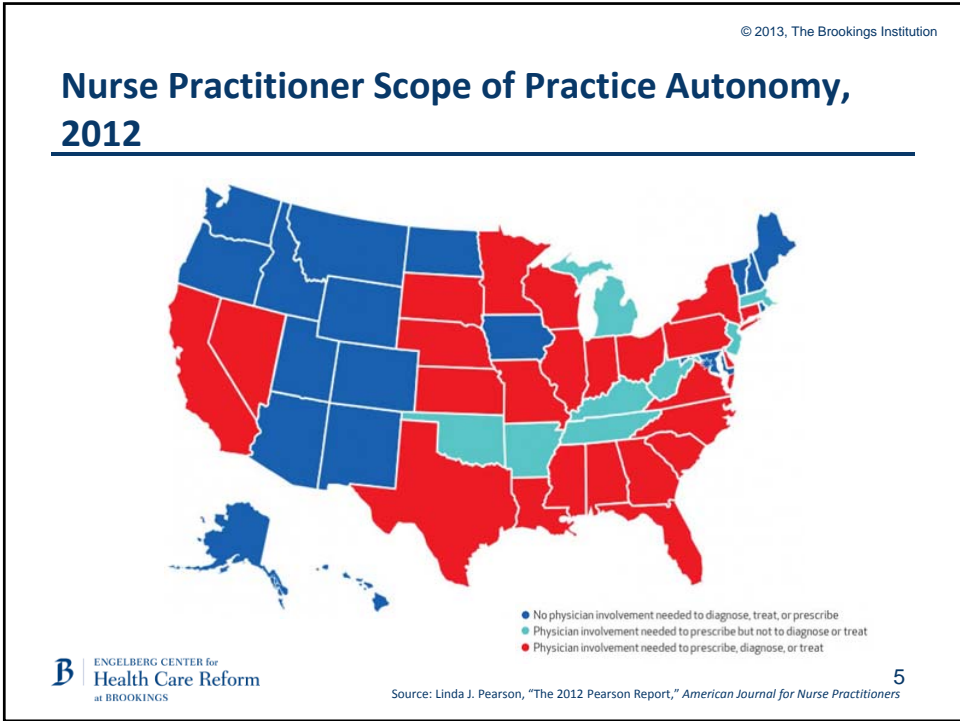 © 2013, The Brookings Institution
Nurse Practitioner Scope of Practice Autonomy,
2012
No physician involvement needed to diagnose, treat, or prescribe
Physician involvement needed to prescribe but not to diagnose or treat
Physician involvement needed to prescribe, diagnose, or treat
B
ENGELBERG CENTER for
Health Care Reform
at BROOKINGS
5
Source: Linda J. Pearson, “The 2012 Pearson Report,” American Journal for Nurse Practitioners